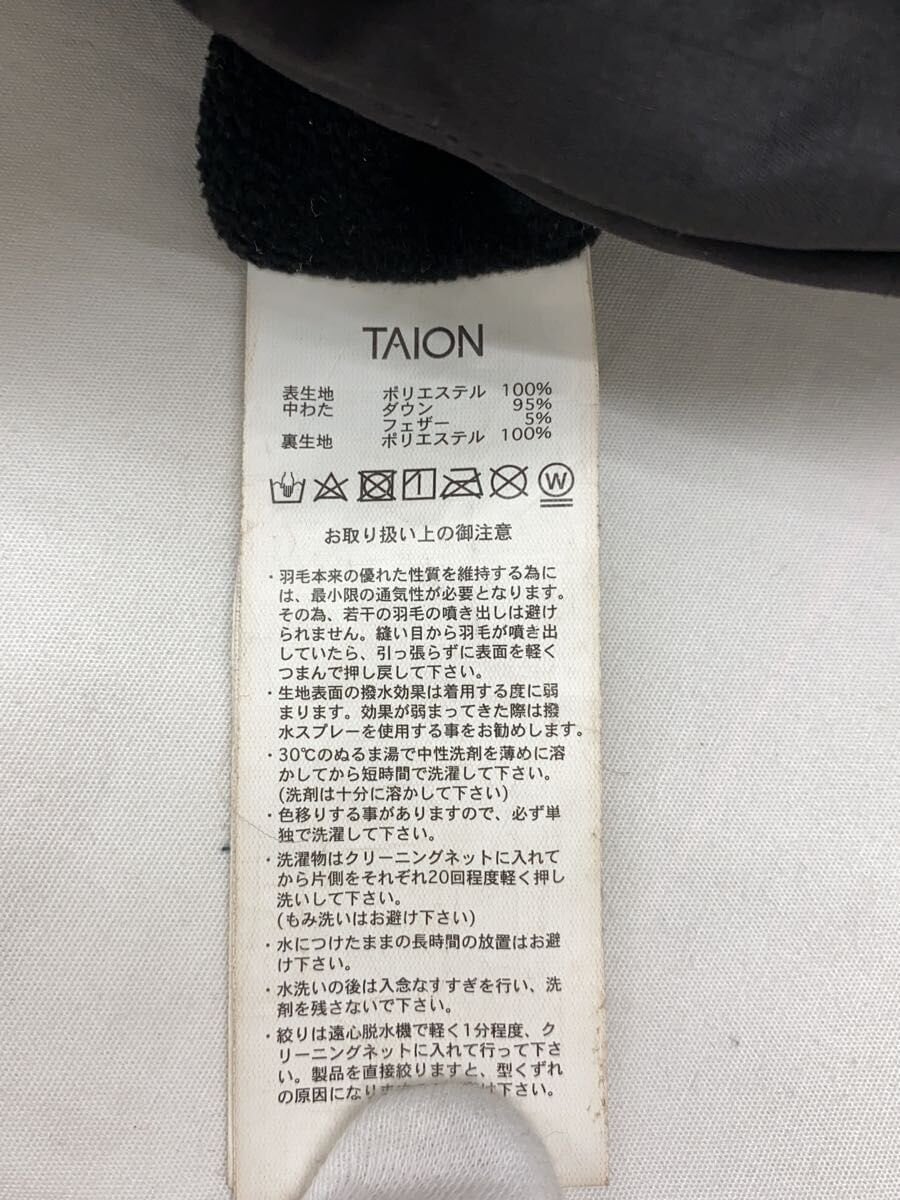 TAION
表生地 ポリエステル 100%
中わた ダウン 95%
フェザー 5%
裏生地 ポリエステル 100%
W
お取り扱い上の御注意
・羽毛本来の優れた性質を維持する為に
は、最小限の通気性が必要となります。
その為、若干の羽毛の噴き出しは避け
られません。縫い目から羽毛が噴き出
していたら、引っ張らずに表面を軽く
つまんで押し戻して下さい。
・生地表面の撥水効果は着用する度に弱
まります。効果が弱まってきた際は撥
水スプレーを使用する事をお勧めします。
・30℃のぬるま湯で中性洗剤を薄めに溶
かしてから短時間で洗濯して下さい。
(洗剤は十分に溶かして下さい)
・色移りする事がありますので、必ず単
独で洗濯して下さい。
・洗濯物はクリーニングネットに入れて
から片側をそれぞれ20回程度軽く押し
洗いして下さい。
(もみ洗いはお避け下さい)
・水につけたままの長時間の放置はお避
け下さい。
・水洗いの後は入念なすすぎを行い、洗
剤を残さないで下さい。
・絞りは遠心脱水機で軽く1分程度、ク
リーニングネットに入れて行って下さ
い。製品を直接絞りますと、型くずれ
の原因になりま け下さい。